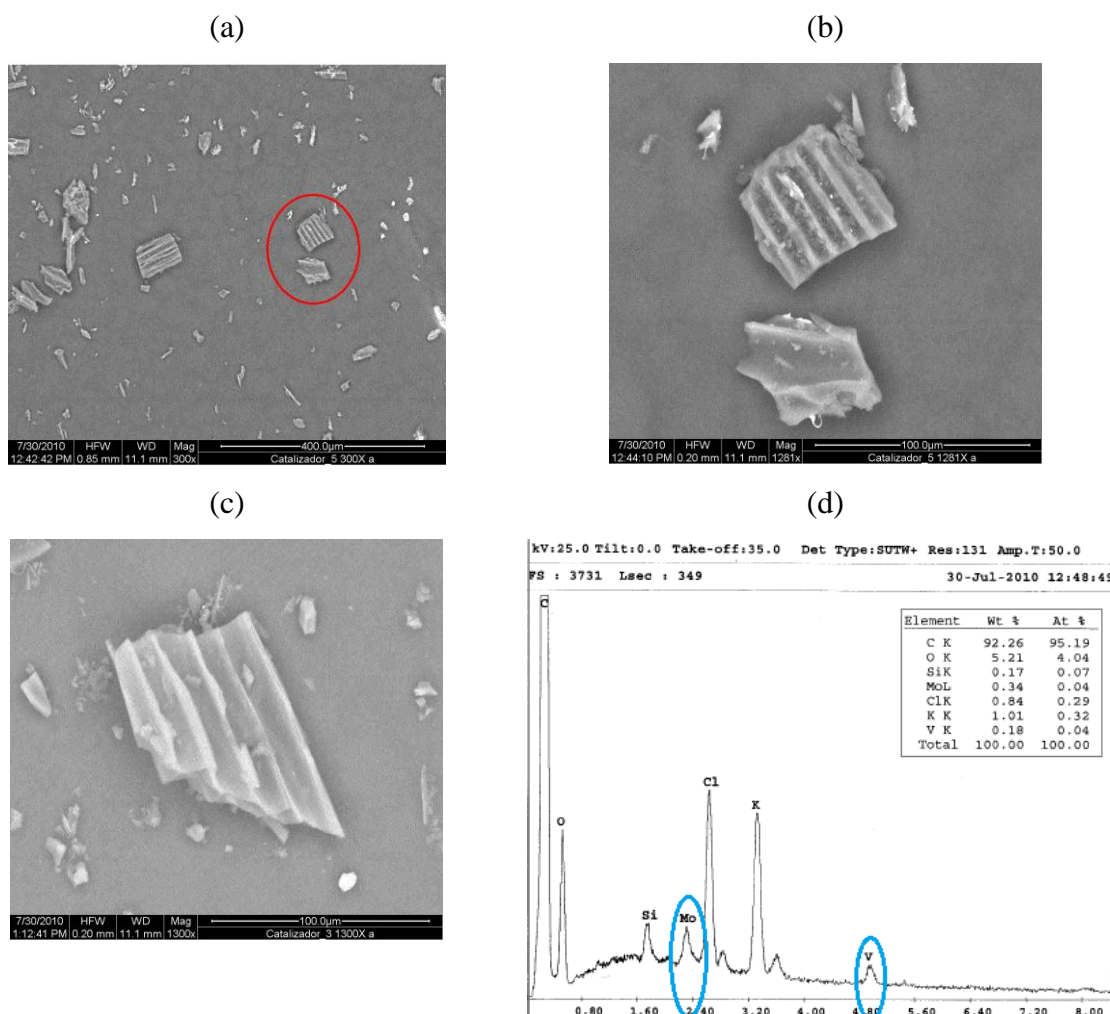 (a)
7/30/2010 HFW WD Mag 400.0µm
12:42:42 PM 0.85 mm 11.1 mm 300x Catalizador_5 300X a
(b)
7/30/2010 HFW WD Mag 100.0µm
12:44:10 PM 0.20 mm 11.1 mm 1281x Catalizador_5 1281X a
(c)
7/30/2010 HFW WD Mag 100.0µm
1:12:41 PM 0.20 mm 11.1 mm 1300x Catalizador_3 1300X a
(d)
kV:25.0 Tilt:0.0 Take-off:35.0 Det Type:SUTW+ Res:131 Amp.T:50.0
FS : 3731 Lsec : 349 30-Jul-2010 12:48:49
Element Wt % At %
C K 92.26 95.19
O K 5.21 4.04
SiK 0.17 0.07
MoL 0.34 0.04
ClK 0.84 0.29
K K 1.01 0.32
V K 0.18 0.04
Total 100.00 100.00
C
O
Si
Mo
Cl
K
V
0.80 1.60 2.40 3.20 4.00 4.80 5.60 6.40 7.20 8.00